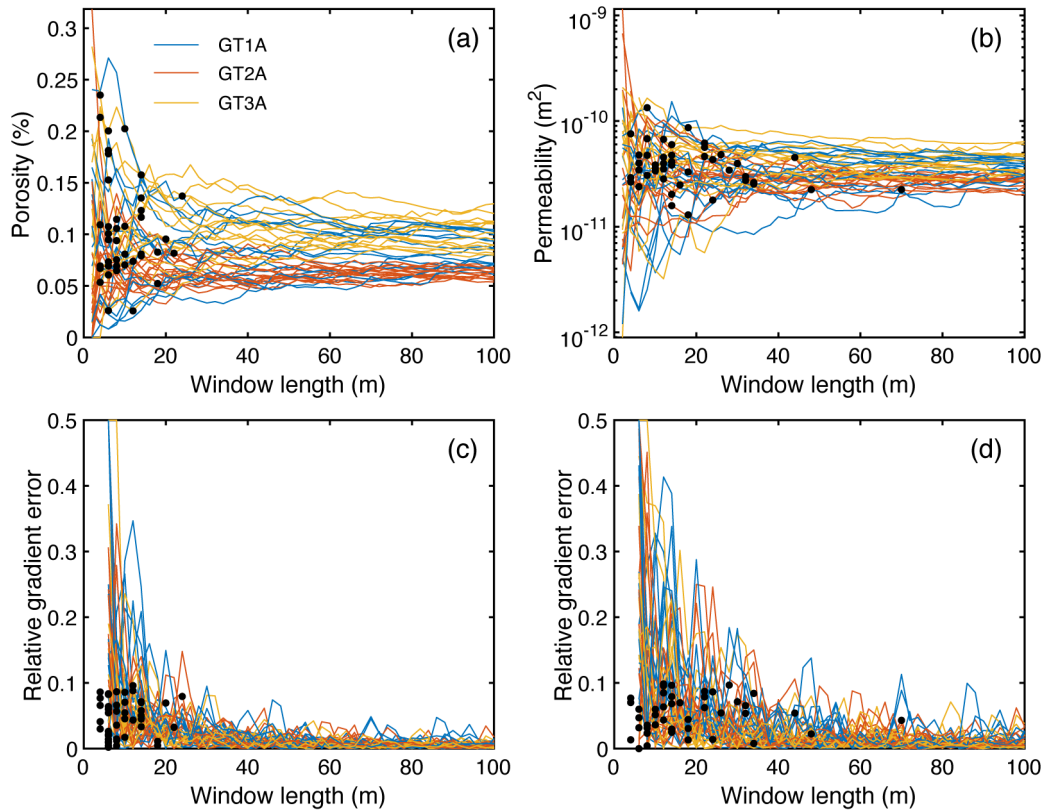 (a)
GT1A
GT2A
GT3A
Porosity (%)
0.3
0.25
0.2
0.15
0.1
0.05
0
0 20 40 60 80 100
Window length (m)
(b)
Permeability (m²)
10⁻⁹
10⁻¹⁰
10⁻¹¹
10⁻¹²
0 20 40 60 80 100
Window length (m)
(c)
Relative gradient error
0.5
0.4
0.3
0.2
0.1
0
0 20 40 60 80 100
Window length (m)
(d)
Relative gradient error
0.5
0.4
0.3
0.2
0.1
0
0 20 40 60 80 100
Window length (m)